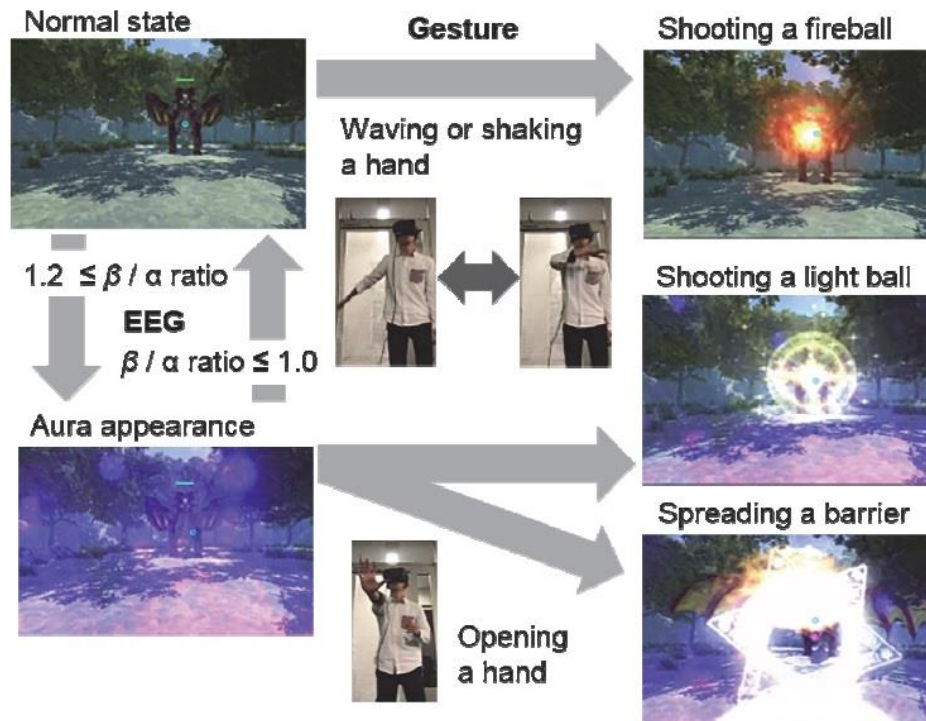 Normal state
Gesture
Shooting a fireball
Waving or shaking
a hand
1.2 ≤ β / α ratio
EEG
β / α ratio ≤ 1.0
Shooting a light ball
Aura appearance
Spreading a barrier
Opening
a hand